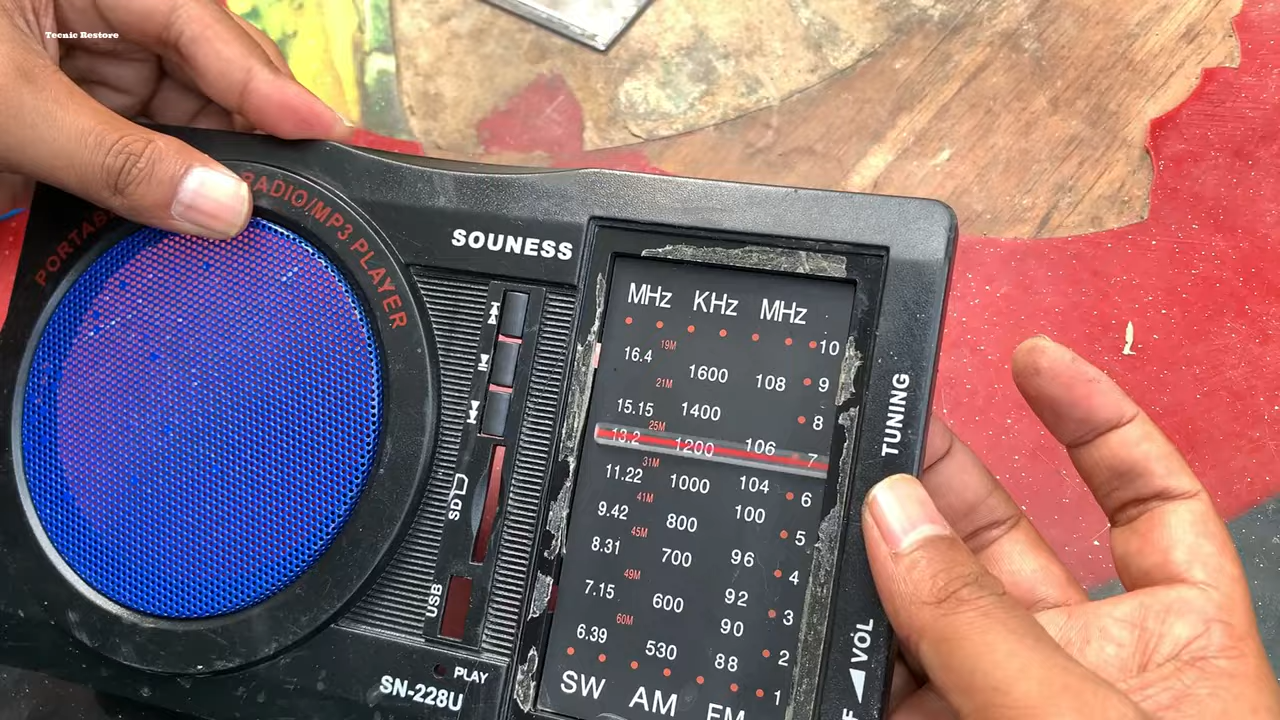 Tecnic Restore
RADIO/MP3 PLAYER
SOUNESS
MHz KHz MHz
10
19M
16.4 1600 108 9
21M
15.15 1400 8
25M
13.2 1200 106 7
31M
11.22 1000 104 6
41M
9.42 800 100 5
45M
8.31 700 96 4
49M
7.15 600 92 3
60M 90
6.39 530 88 2
1
SW AM FM
SD
USB
PLAY
SN-228U
TUNING
VOL